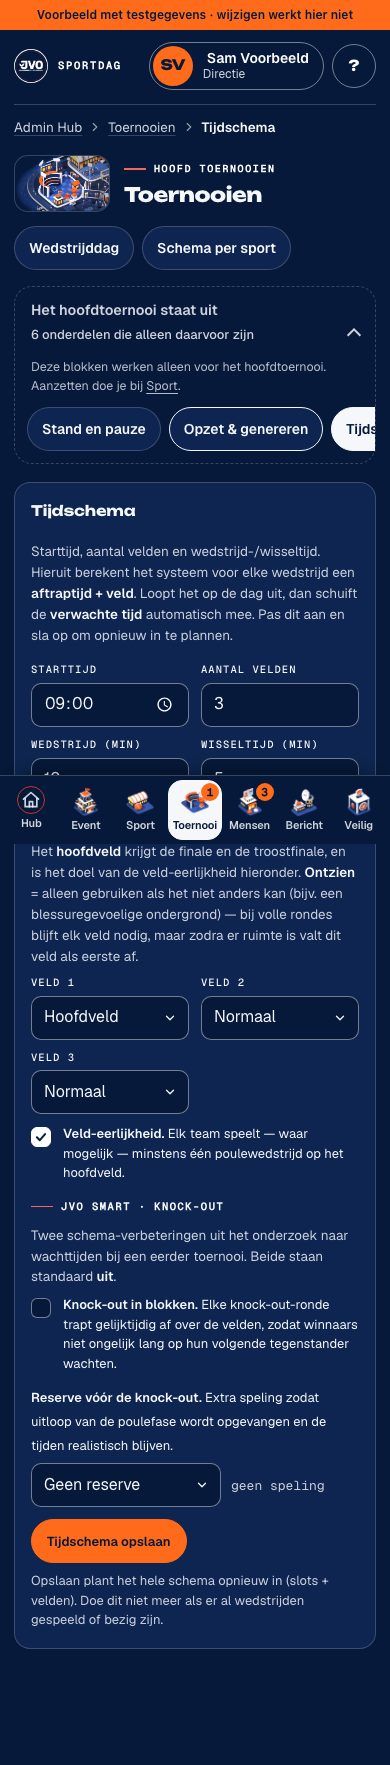 Voorbeeld met testgegevens · wijzigen werkt hier niet
JVO
SPORTDAG
SV
Sam Voorbeeld
Directie
?
Admin Hub > Toernooien > Tijdschema
HOOFD TOERNOOIEN
Toernooien
Wedstrijddag
Schema per sport
Het hoofdtoernooi staat uit
6 onderdelen die alleen daarvoor zijn
Deze blokken werken alleen voor het hoofdtoernooi.
Aanzetten doe je bij Sport.
Stand en pauze
Opzet & genereren
Tijds
Tijdschema
Starttijd, aantal velden en wedstrijd-/wisseltijd.
Hieruit berekent het systeem voor elke wedstrijd een
aftraptijd + veld. Loopt het op de dag uit, dan schuift
de verwachte tijd automatisch mee. Pas dit aan en
sla op om opnieuw in te plannen.
STARTTIJD
AANTAL VELDEN
09:00
3
WEDSTRIJD (MIN)
WISSELTIJD (MIN)
1
3
Hub
Event
Sport
Toernooi
Mensen
Bericht
Veilig
Het hoofdveld krijgt de finale en de troostfinale, en
is het doel van de veld-eerlijkheid hieronder. Ontzien
= alleen gebruiken als het niet anders kan (bijv. een
blessuregevoelige ondergrond) — bij volle rondes
blijft elk veld nodig, maar zodra er ruimte is valt dit
veld als eerste af.
VELD 1
VELD 2
Hoofdveld
Normaal
VELD 3
Normaal
Veld-eerlijkheid. Elk team speelt — waar
mogelijk — minstens één poulewedstrijd op het
hoofdveld.
JVO SMART · KNOCK-OUT
Twee schema-verbeteringen uit het onderzoek naar
wachttijden bij een eerder toernooi. Beide staan
standaard uit.
Knock-out in blokken. Elke knock-out-ronde
trapt gelijktijdig af over de velden, zodat winnaars
niet ongelijk lang op hun volgende tegenstander
wachten.
Reserve vóór de knock-out. Extra speling zodat
uitloop van de poulefase wordt opgevangen en de
tijden realistisch blijven.
Geen reserve
geen speling
Tijdschema opslaan
Opslaan plant het hele schema opnieuw in (slots +
velden). Doe dit niet meer als er al wedstrijden
gespeeld of bezig zijn.